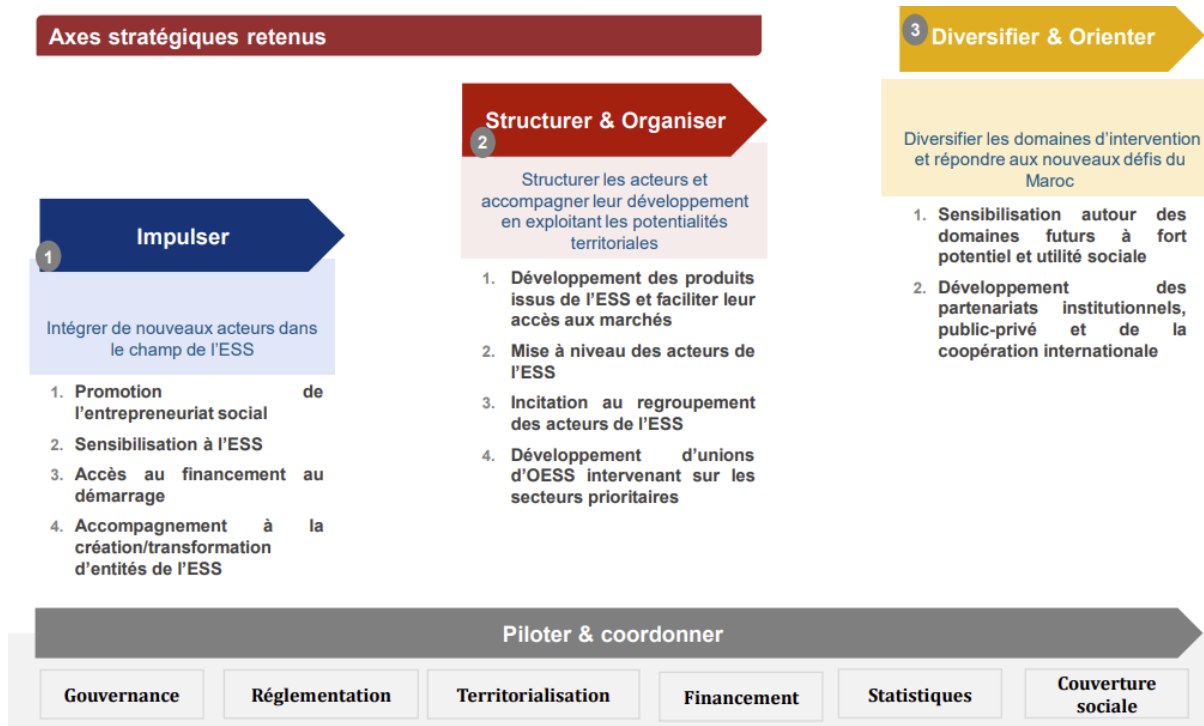 Axes stratégiques retenus
1
Impulser
Intégrer de nouveaux acteurs dans
le champ de l'ESS
1. Promotion de
l'entrepreneuriat social
2. Sensibilisation à l'ESS
3. Accès au financement au
démarrage
4. Accompagnement à la
création/transformation
d'entités de l'ESS
2
Structurer & Organiser
Structurer les acteurs et
accompagner leur développement
en exploitant les potentialités
territoriales
1. Développement des produits
issus de l'ESS et faciliter leur
accès aux marchés
2. Mise à niveau des acteurs de
l'ESS
3. Incitation au regroupement
des acteurs de l'ESS
4. Développement d'unions
d'OESS intervenant sur les
secteurs prioritaires
3
Diversifier & Orienter
Diversifier les domaines d'intervention
et répondre aux nouveaux défis du
Maroc
1. Sensibilisation autour des
domaines futurs à fort
potentiel et utilité sociale
2. Développement des
partenariats institutionnels,
public-privé et de la
coopération internationale
Piloter & coordonner
Gouvernance
Réglementation
Territorialisation
Financement
Statistiques
Couverture
sociale